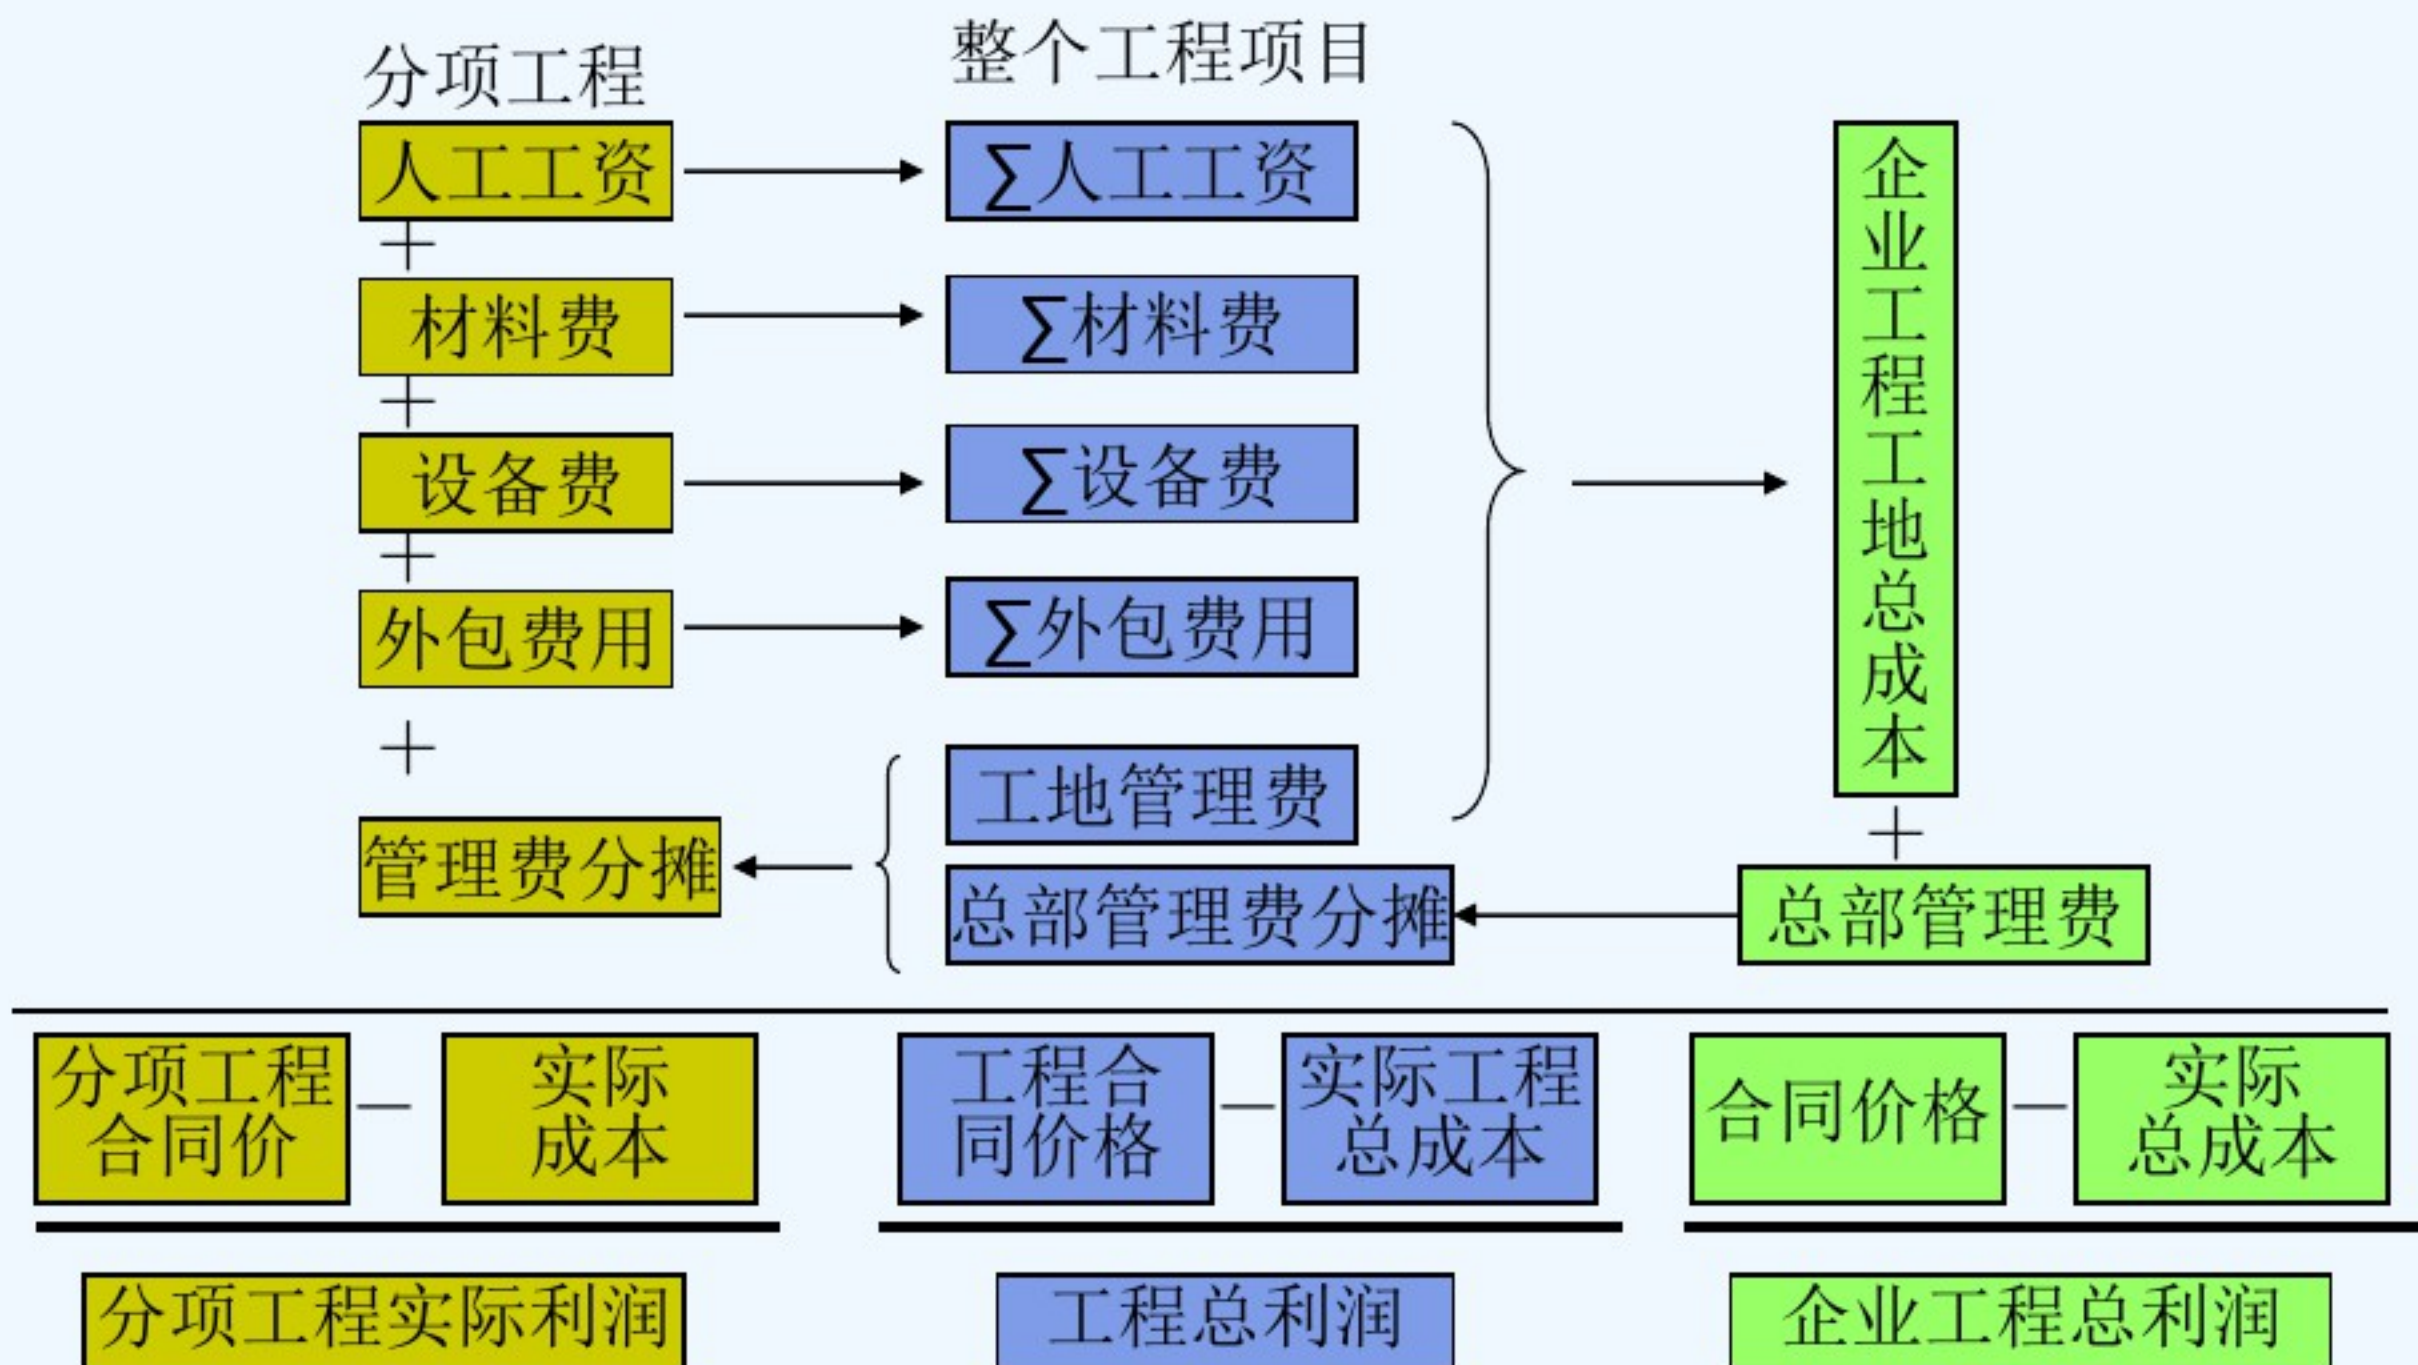 分项工程
整个工程项目
人工工资
∑人工工资
+
材料费
∑材料费
+
设备费
∑设备费
+
外包费用
∑外包费用
+
管理费分摊
工地管理费
总部管理费分摊
企
业
工
程
工
地
总
成
本
+
总部管理费
分项工程
合同价
—
实际
成本
工程合
同价格
—
实际工程
总成本
合同价格
—
实际
总成本
分项工程实际利润
工程总利润
企业工程总利润